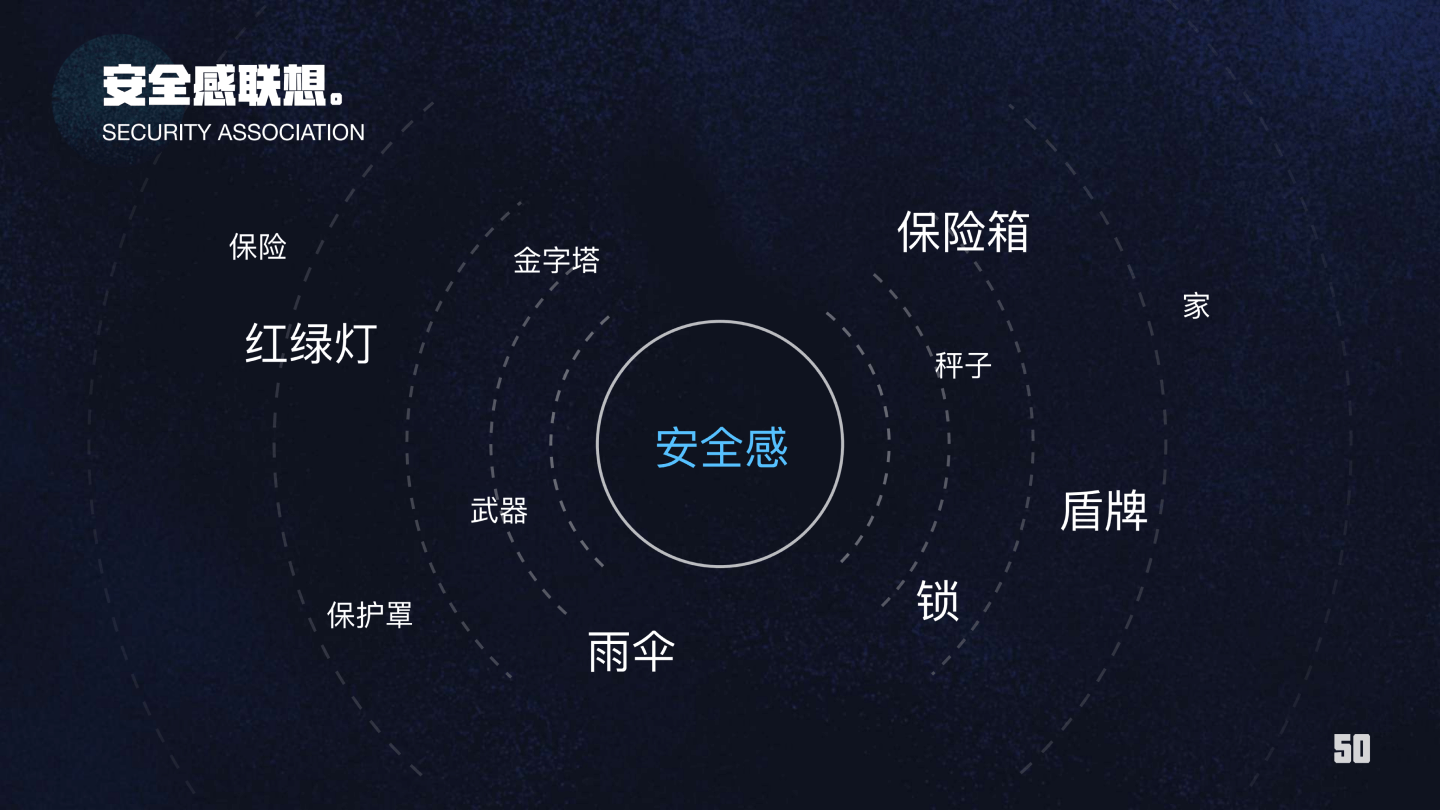 安全感联想。
SECURITY ASSOCIATION
保险箱
保险
金字塔
家
红绿灯
秤子
安全感
武器
盾牌
锁
保护罩
雨伞
50